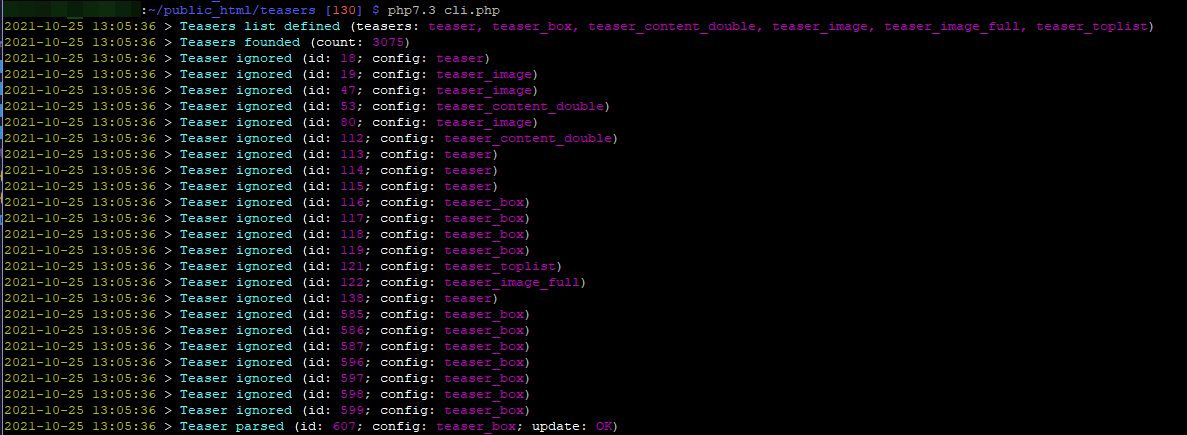 :~/public_html/teasers [130] $ php7.3 cli.php
2021-10-25 13:05:36 > Teasers list defined (teasers: teaser, teaser_box, teaser_content_double, teaser_image, teaser_image_full, teaser_toplist)
2021-10-25 13:05:36 > Teasers founded (count: 3075)
2021-10-25 13:05:36 > Teaser ignored (id: 18; config: teaser)
2021-10-25 13:05:36 > Teaser ignored (id: 19; config: teaser_image)
2021-10-25 13:05:36 > Teaser ignored (id: 47; config: teaser_image)
2021-10-25 13:05:36 > Teaser ignored (id: 53; config: teaser_content_double)
2021-10-25 13:05:36 > Teaser ignored (id: 80; config: teaser_image)
2021-10-25 13:05:36 > Teaser ignored (id: 112; config: teaser_content_double)
2021-10-25 13:05:36 > Teaser ignored (id: 113; config: teaser)
2021-10-25 13:05:36 > Teaser ignored (id: 114; config: teaser)
2021-10-25 13:05:36 > Teaser ignored (id: 115; config: teaser)
2021-10-25 13:05:36 > Teaser ignored (id: 116; config: teaser_box)
2021-10-25 13:05:36 > Teaser ignored (id: 117; config: teaser_box)
2021-10-25 13:05:36 > Teaser ignored (id: 118; config: teaser_box)
2021-10-25 13:05:36 > Teaser ignored (id: 119; config: teaser_box)
2021-10-25 13:05:36 > Teaser ignored (id: 121; config: teaser_toplist)
2021-10-25 13:05:36 > Teaser ignored (id: 122; config: teaser_image_full)
2021-10-25 13:05:36 > Teaser ignored (id: 138; config: teaser)
2021-10-25 13:05:36 > Teaser ignored (id: 585; config: teaser_box)
2021-10-25 13:05:36 > Teaser ignored (id: 586; config: teaser_box)
2021-10-25 13:05:36 > Teaser ignored (id: 587; config: teaser_box)
2021-10-25 13:05:36 > Teaser ignored (id: 596; config: teaser_box)
2021-10-25 13:05:36 > Teaser ignored (id: 597; config: teaser_box)
2021-10-25 13:05:36 > Teaser ignored (id: 598; config: teaser_box)
2021-10-25 13:05:36 > Teaser ignored (id: 599; config: teaser_box)
2021-10-25 13:05:36 > Teaser parsed (id: 607; config: teaser_box; update: OK)